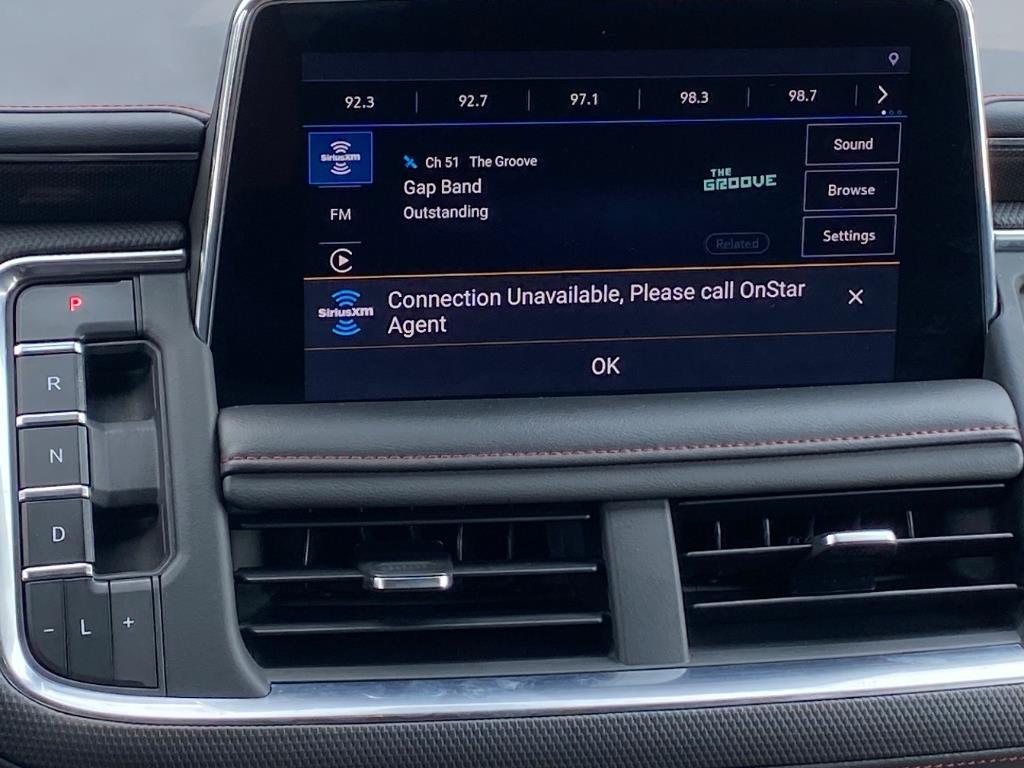 92.3 92.7 97.1 98.3 98.7
SiriusXM
Ch 51 The Groove
Gap Band
Outstanding
THE
GROOVE
Sound
Browse
Settings
FM
Related
SiriusXM
Connection Unavailable, Please call OnStar
Agent
OK
P
R
N
D
− L +